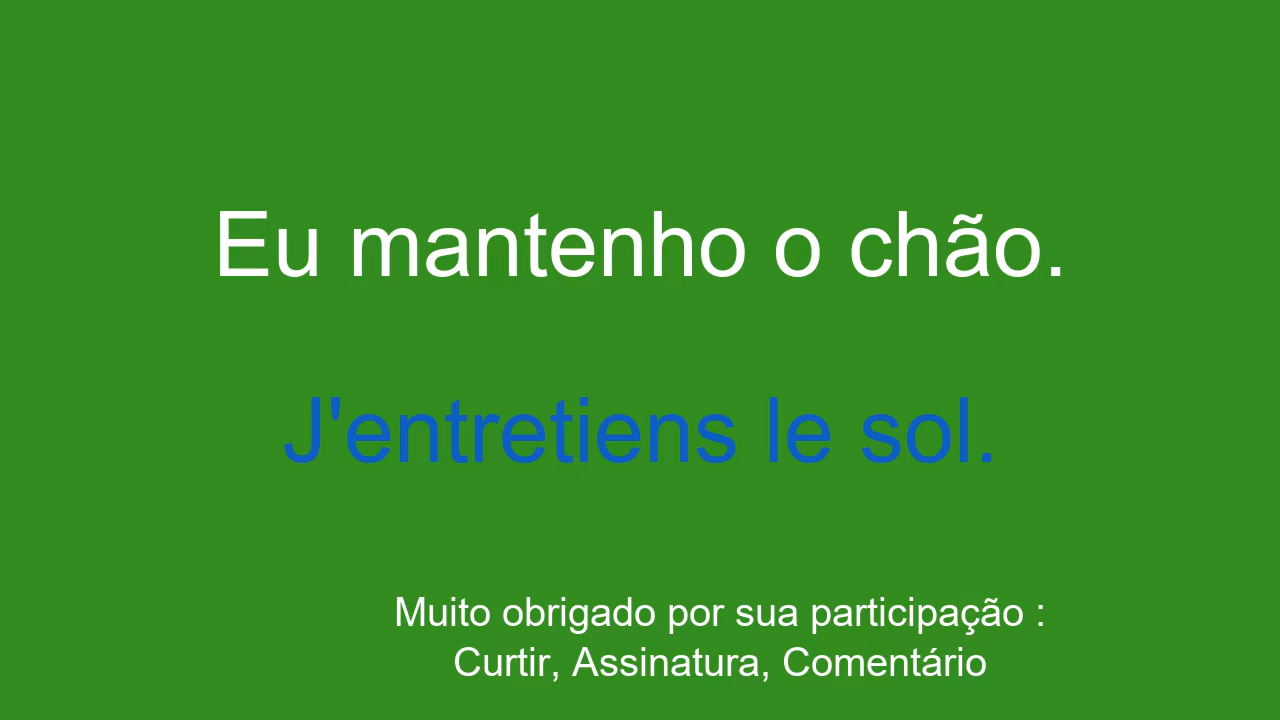 Eu mantenho o chão.
J'entretiens le sol.
Muito obrigado por sua participação :
Curtir, Assinatura, Comentário